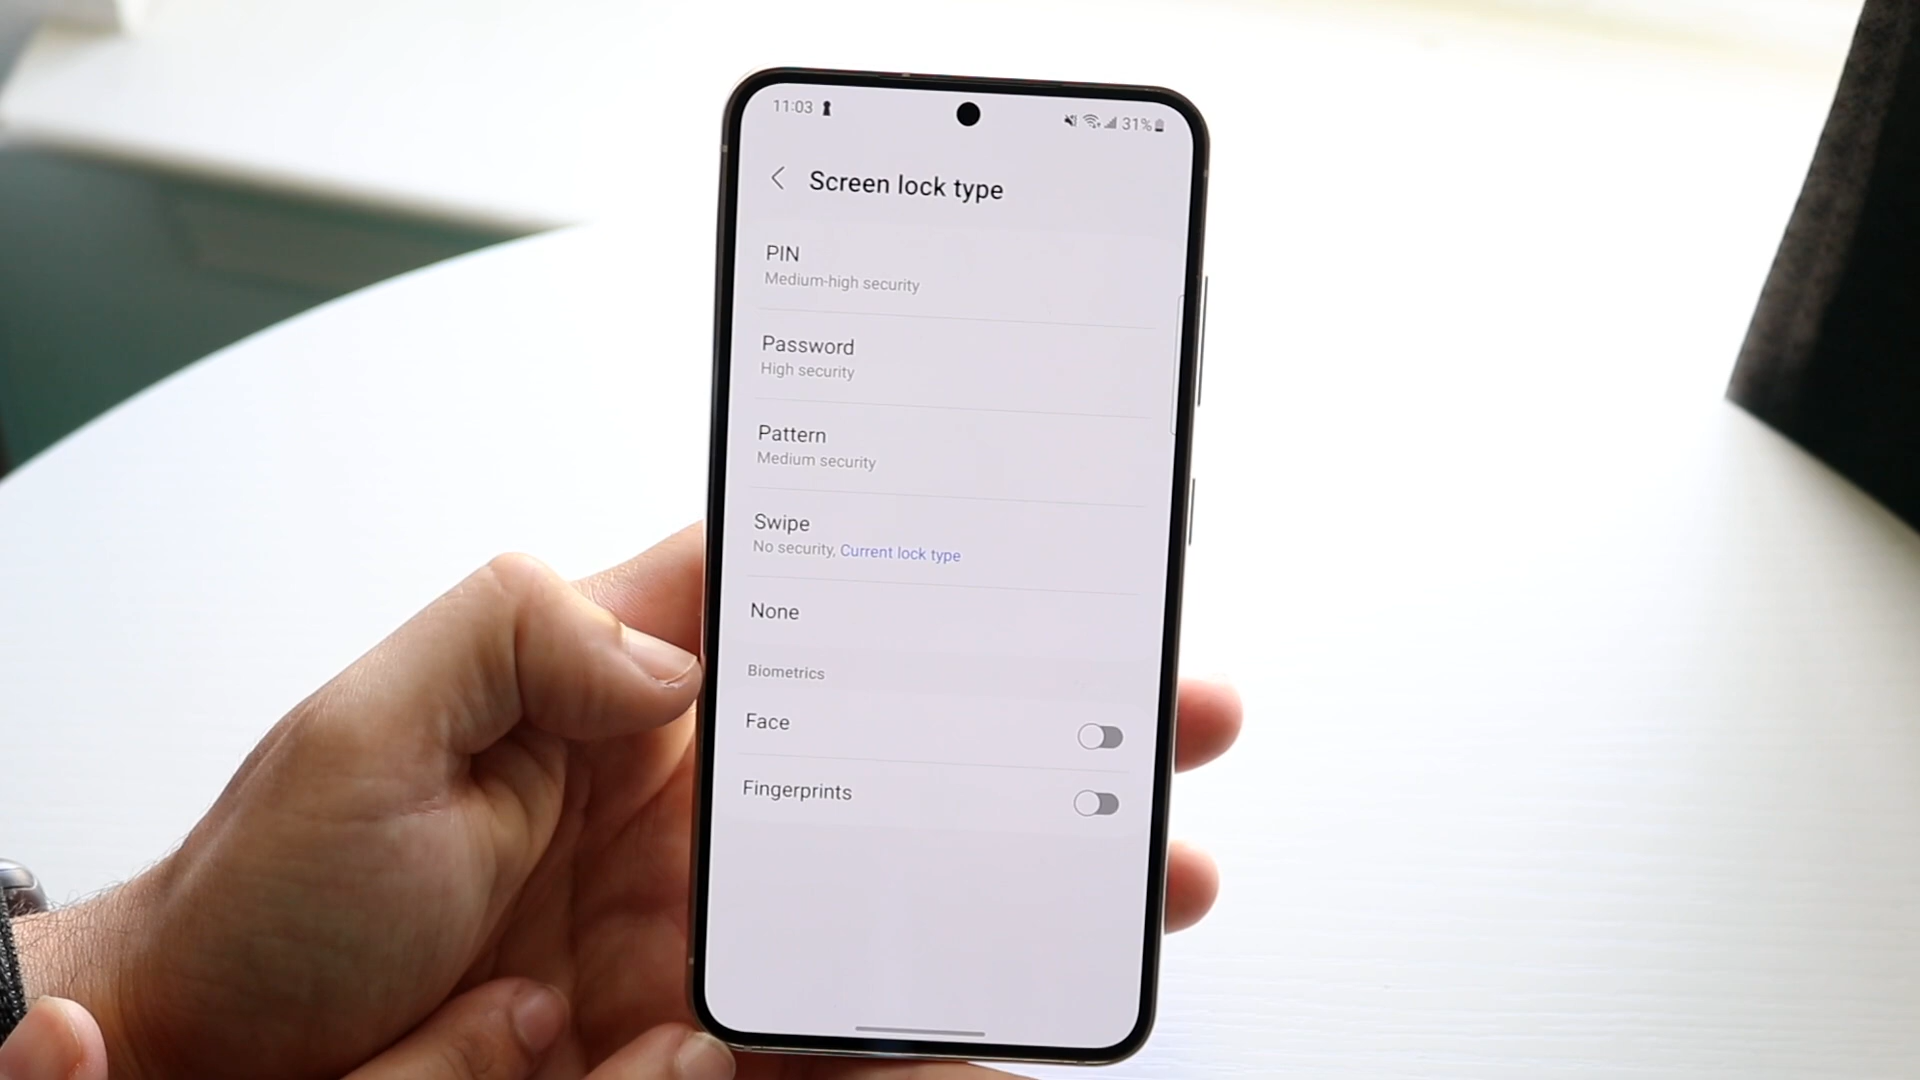 11:03 31%
Screen lock type
PIN
Medium-high security
Password
High security
Pattern
Medium security
Swipe
No security, Current lock type
None
Biometrics
Face
Fingerprints